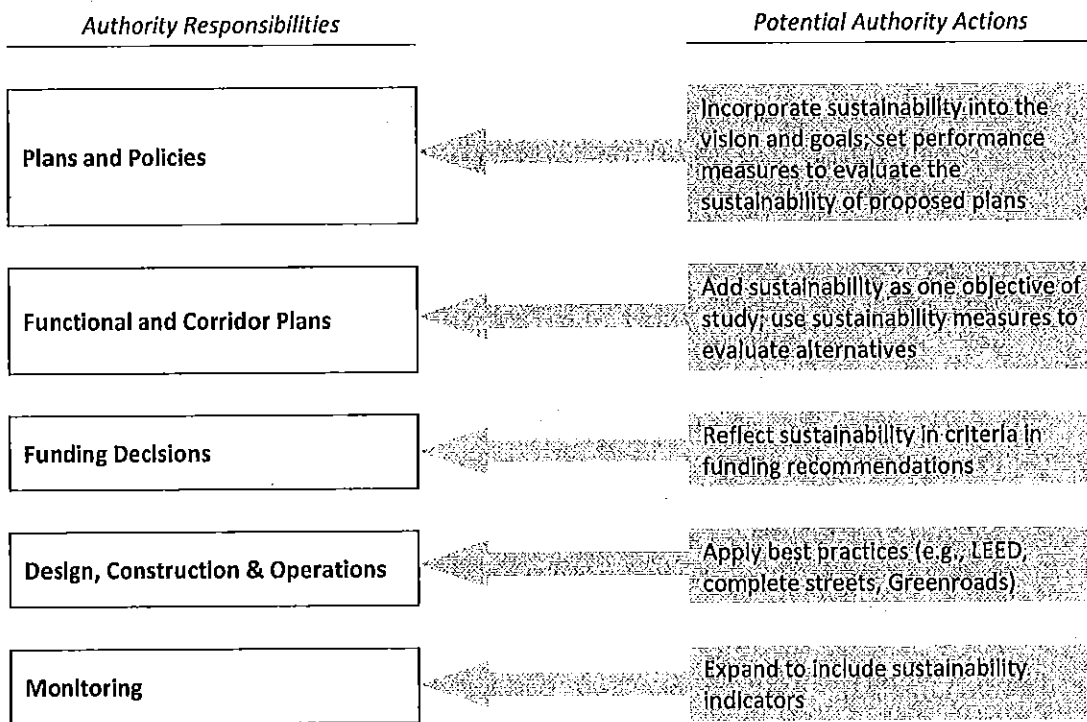 Authority Responsibilities
Potential Authority Actions
Plans and Policies
Incorporate sustainability into the
vision and goals; set performance
measures to evaluate the
sustainability of proposed plans
Functional and Corridor Plans
Add sustainability as one objective of
study; use sustainability measures to
evaluate alternatives
Funding Decisions
Reflect sustainability in criteria in
funding recommendations
Design, Construction & Operations
Apply best practices (e.g., LEED,
complete streets, Greenroads)
Monitoring
Expand to include sustainability
indicators